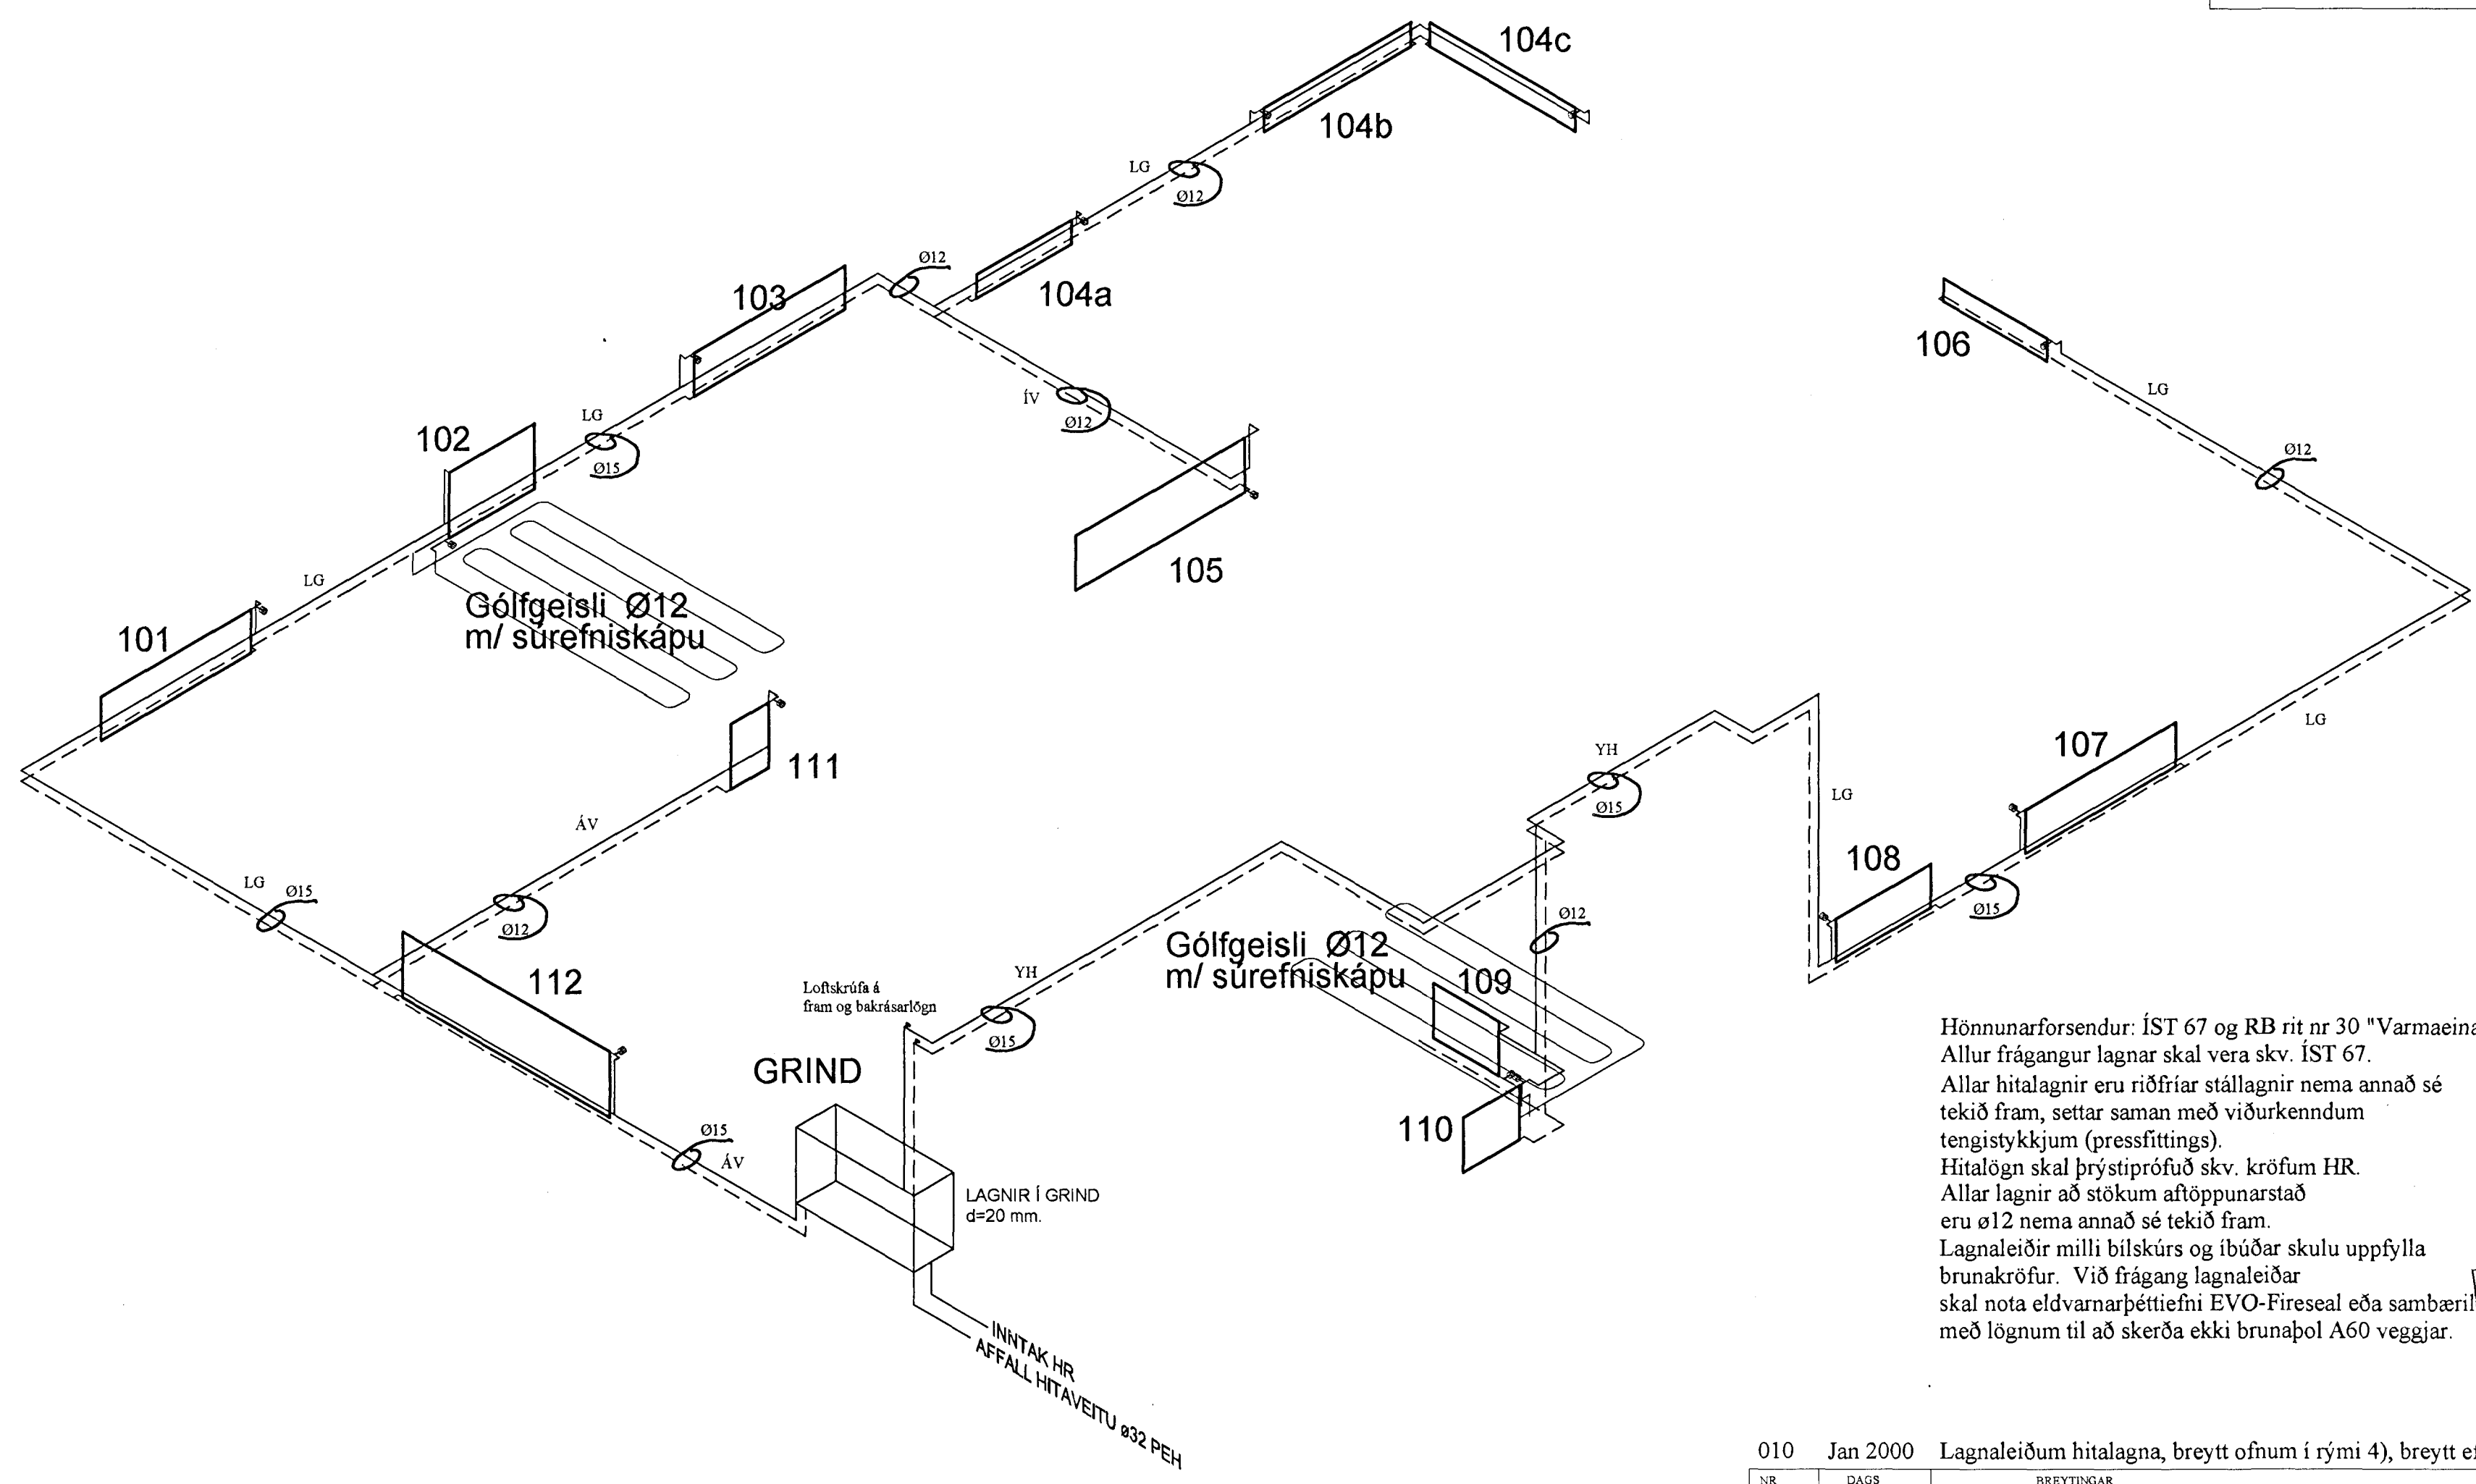 104c
104b
LG
Ø12
104a
Ø12
103
106
LG
ÍV
Ø12
LG
102
Ø15
Ø12
105
LG
Gólfgeisli Ø12
m/ súrefniskápu
101
LG
111
YH
Ø15
107
LG
ÁV
108
Ø15
LG
Ø15
Ø12
Ø12
Gólfgeisli Ø12
m/ súrefniskápu
109
112
Loftskrúfa á
fram og bakrásarlögn
YH
Ø15
GRIND
110
Ø15
ÁV
LAGNIR Í GRIND
d=20 mm.
INNTAK HR
AFFALL HITAVEITU ø32 PEH
Hönnunarforsendur: ÍST 67 og RB rit nr 30 "Varmaeina
Allur frágangur lagnar skal vera skv. ÍST 67.
Allar hitalagnir eru riðfríar stállagnir nema annað sé
tekið fram, settar saman með viðurkenndum
tengistykkjum (pressfittings).
Hitalögn skal þrýstiprófuð skv. kröfum HR.
Allar lagnir að stökum aftöppunarstað
eru ø12 nema annað sé tekið fram.
Lagnaleiðir milli bílskúrs og íbúðar skulu uppfylla
brunakröfur. Við frágang lagnaleiðar
skal nota eldvarnarþéttiefni EVO-Fireseal eða sambæril
með lögnum til að skerða ekki brunaþol A60 veggjar.
010 Jan 2000 Lagnaleiðum hitalagna, breytt ofnum í rými 4), breytt ef
NR DAGS BREYTINGAR